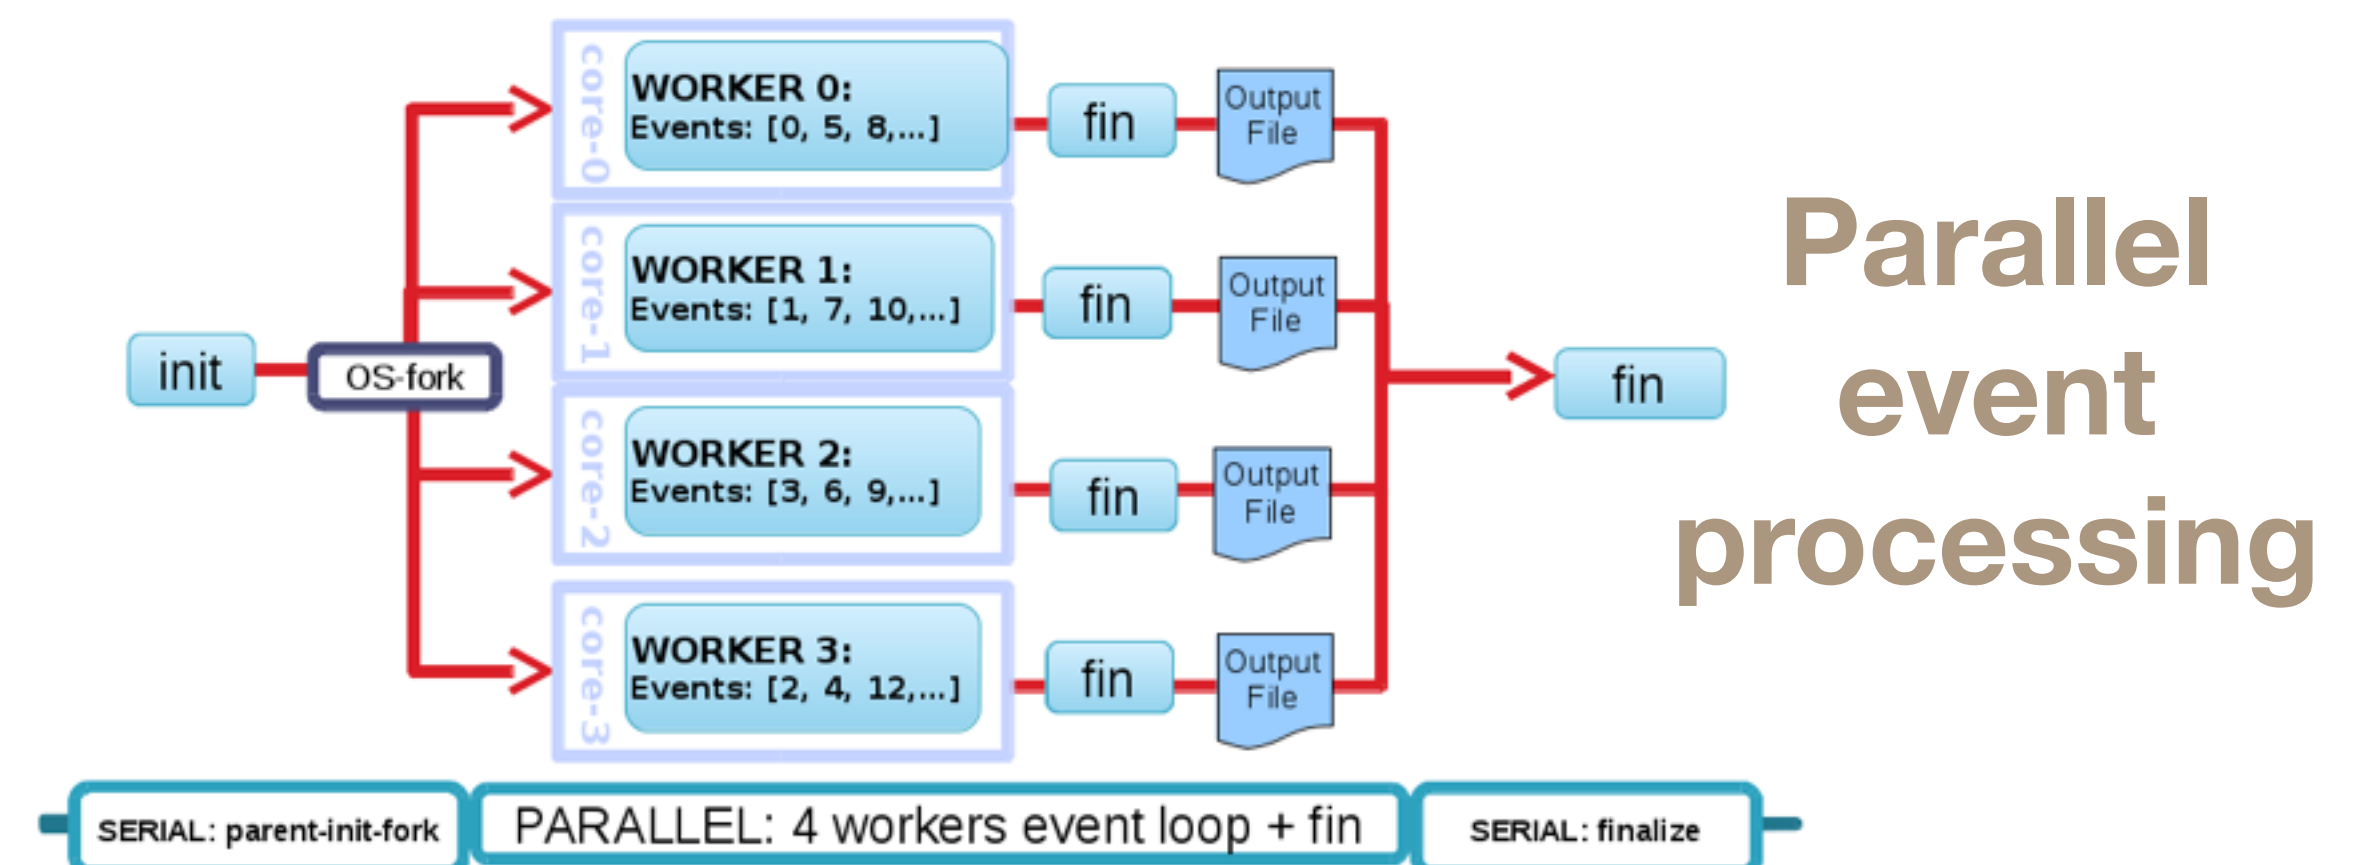 core-0
WORKER 0:
Events: [0, 5, 8,...]
fin
Output
File
core-1
WORKER 1:
Events: [1, 7, 10,...]
fin
Output
File
init
OS-fork
core-2
WORKER 2:
Events: [3, 6, 9,...]
fin
Output
File
core-3
WORKER 3:
Events: [2, 4, 12,...]
fin
Output
File
fin
Parallel
event
processing
SERIAL: parent-init-fork
PARALLEL: 4 workers event loop + fin
SERIAL: finalize